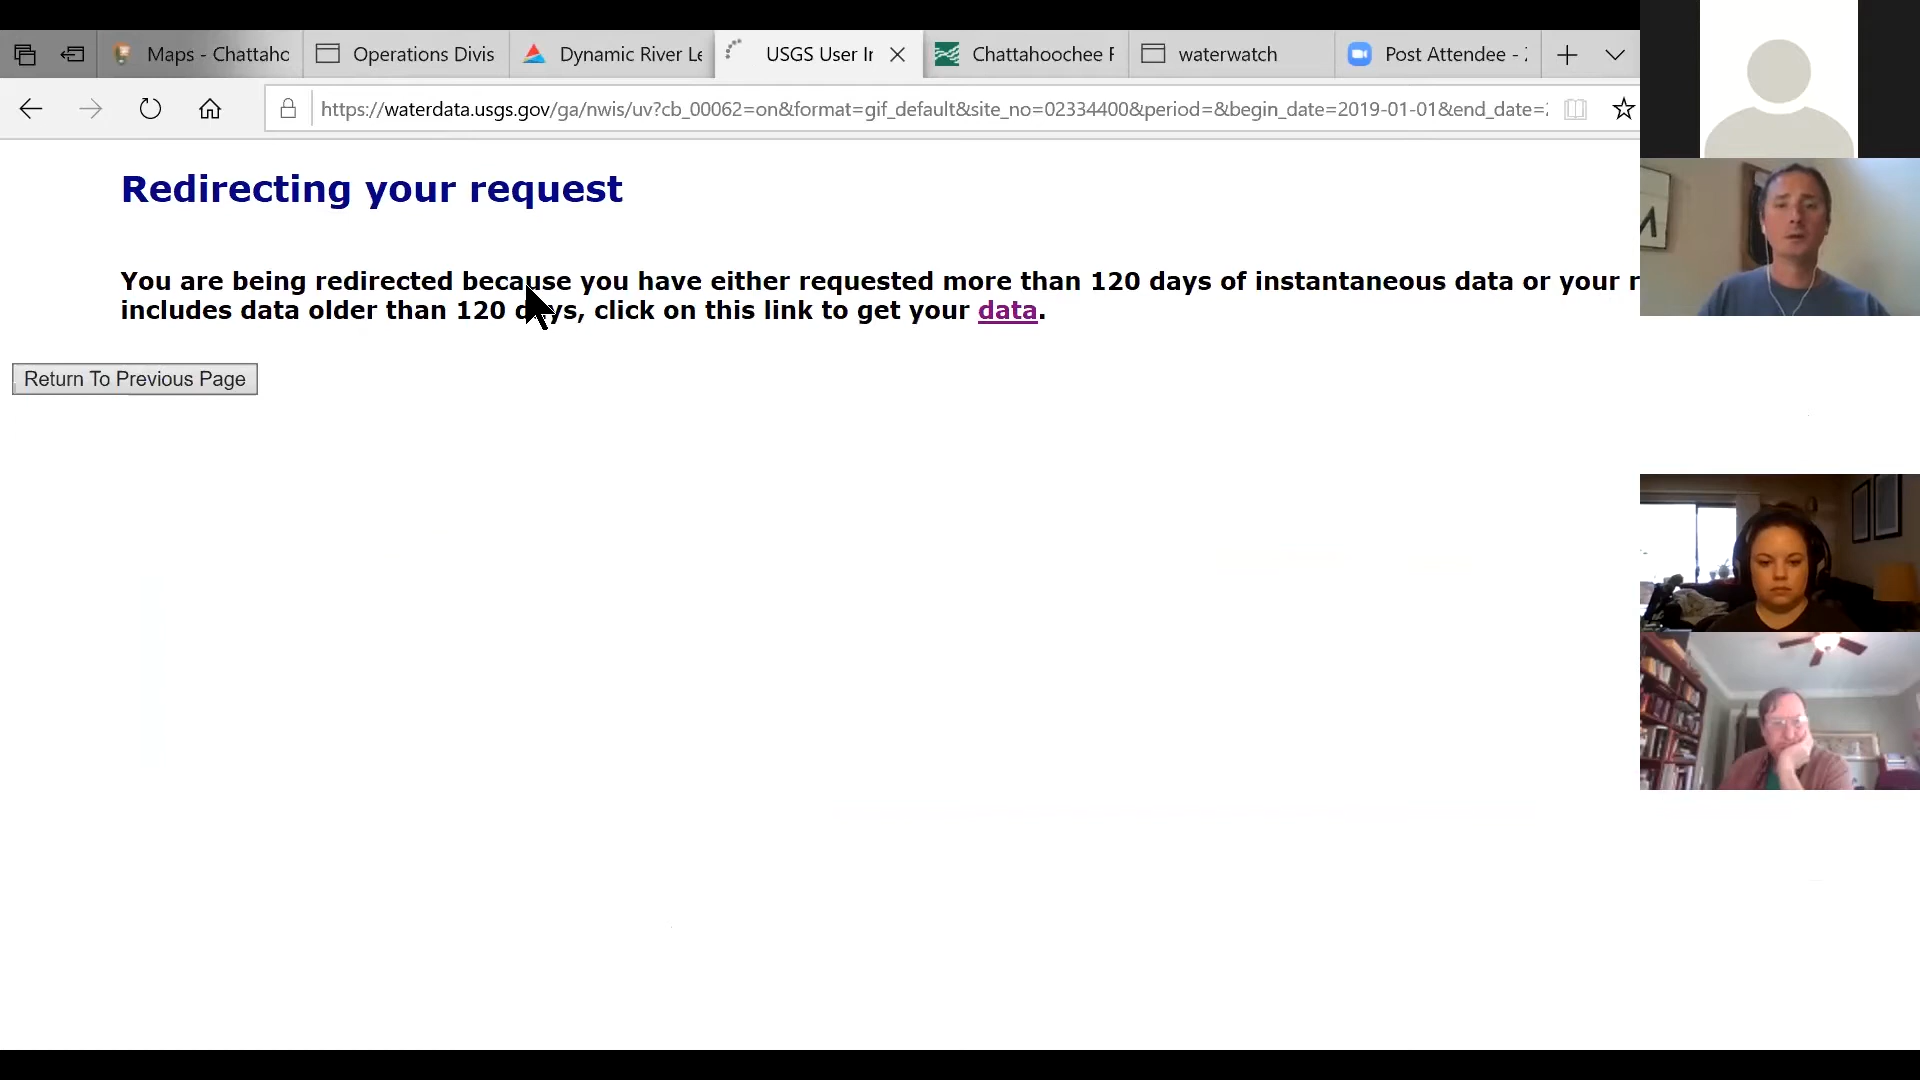 Maps - Chattaho
Operations Divis
Dynamic River Le
USGS User Ir
Chattahoochee F
waterwatch
Post Attendee - 
https://waterdata.usgs.gov/ga/nwis/uv?cb_00062=on&format=gif_default&site_no=02334400&period=&begin_date=2019-01-01&end_date=
Redirecting your request
You are being redirected because you have either requested more than 120 days of instantaneous data or your r
includes data older than 120 days, click on this link to get your data.
Return To Previous Page